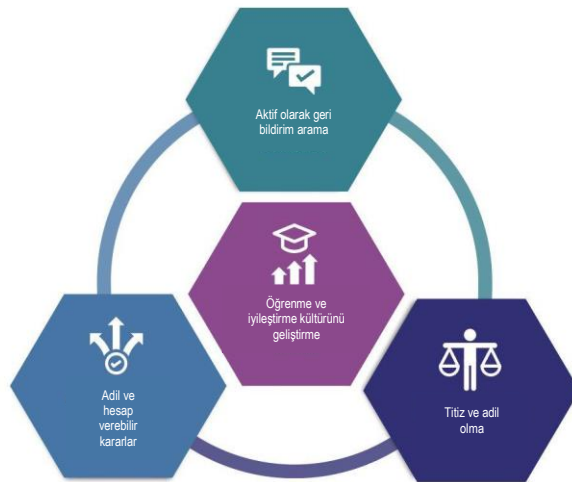 Aktif olarak geri
bildirim arama
Öğrenme ve
iyileştirme kültürünü
geliştirme
Adil ve
hesap
verebilir
kararlar
Titiz ve adil
olma